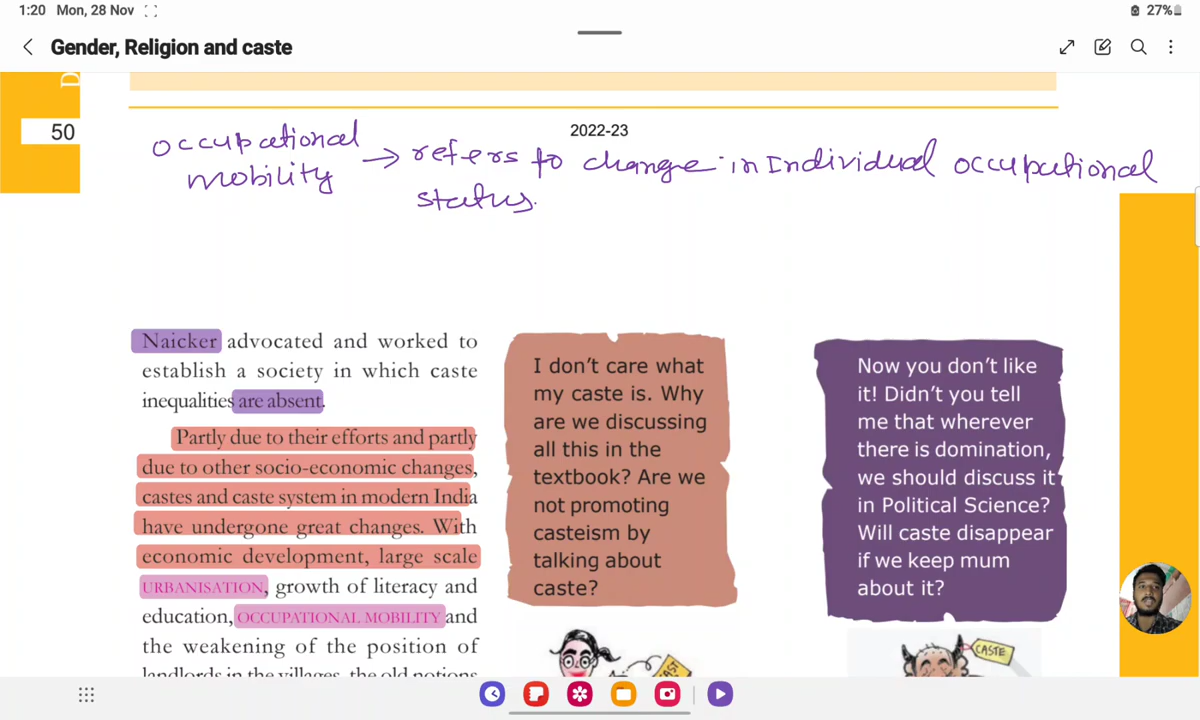 1:20 Mon, 28 Nov
27%
Gender, Religion and caste
D
50
2022-23
occupational
mobility → refers to change in Individual occupational
status.
Naicker advocated and worked to
establish a society in which caste
inequalities are absent.
Partly due to their efforts and partly
due to other socio-economic changes,
castes and caste system in modern India
have undergone great changes. With
economic development, large scale
URBANISATION, growth of literacy and
education, OCCUPATIONAL MOBILITY and
the weakening of the position of
landlords in the villages, the old notions
I don't care what
my caste is. Why
are we discussing
all this in the
textbook? Are we
not promoting
casteism by
talking about
caste?
Now you don't like
it! Didn't you tell
me that wherever
there is domination,
we should discuss it
in Political Science?
Will caste disappear
if we keep mum
about it?
CASTE